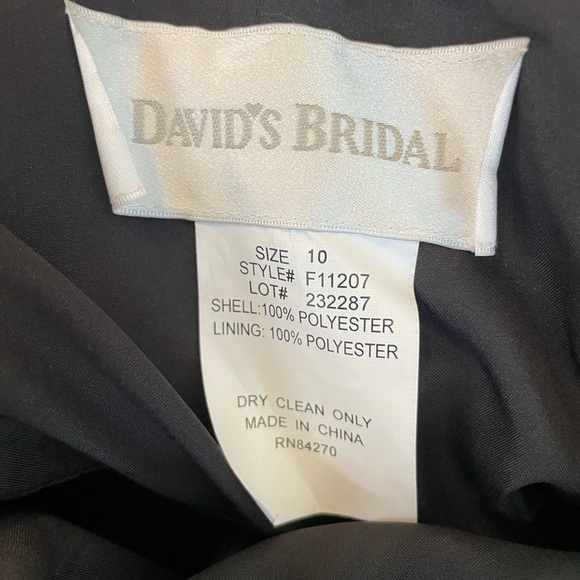 DAVID'S BRIDAL
SIZE 10
STYLE# F11207
LOT# 232287
SHELL:100% POLYESTER
LINING: 100% POLYESTER
DRY CLEAN ONLY
MADE IN CHINA
RN84270